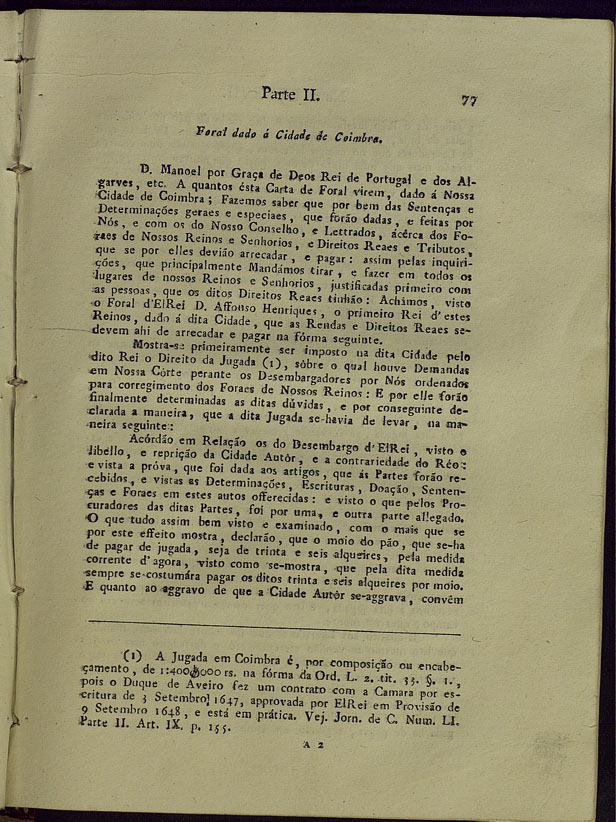 Parte II. 77
Foral dado á Cidade de Coimbra.
D. Manoel por Graça de Deos Rei de Portugal e dos Al-
garves, etc. A quantos ésta Carta de Foral virem, dado á Nossa
Cidade de Coimbra; Fazemos saber que por bem das Sentenças e
Determinações geraes e especiaes, que forão dadas, e feitas por
Nós, e com os do Nosso Conselho, e Lettrados, ácêrca dos Fo-
raes de Nossos Reinos e Senhorios, e Direitos Reaes e Tributos,
que se por elles devião arrecadar, e pagar: assim pelas inquiri-
ções, que principalmente Mandámos tirar, e fazer em todos os
lugares de nossos Reinos e Senhorios, justificadas primeiro com
as pessoas, que os ditos Direitos Reaes tinhão: Achâmos, visto
o Foral d'ElRei D. Affonso Henriques, o primeiro Rei d'estes
Reinos, dado á dita Cidade, que as Rendas e Direitos Reaes se-
devem ahi de arrecadar e pagar na fórma seguinte.
Mostra-se primeiramente ser imposto na dita Cidade pelo
dito Rei o Direito da Jugada (1), sôbre o qual houve Demandas
em Nossa Côrte perante os Desembargadores por Nós ordenados
para corregimento dos Foraes de Nossos Reinos: E por elle forão
finalmente determinadas as ditas dúvidas, e por conseguinte de-
clarada a maneira, que a dita Jugada se-havia de levar, na ma-
neira seguinte:
Acórdão em Relação os do Desembargo d'ElRei, visto o
libello, e reprição da Cidade Autôr, e a contrariedade do Réo:
e vista a próva, que foi dada aos artigos, que ás Partes forão re-
cebidos, e vistas as Determinações, Escrituras, Doação, Senten-
ças e Foraes em estes autos offerecidas: e visto o que pelos Pro-
curadores das ditas Partes, foi por uma, e outra parte allegado.
O que tudo assim bem visto e examinado, com o mais que se
por este effeito mostra, declarão, que o moio do pão, que se-ha
de pagar de jugada, seja de trinta e seis alqueires, pela medida
corrente d'agora, visto como se-mostra, que pela dita medida
sempre se-costumára pagar os ditos trinta e seis alqueires por moio.
E quanto ao aggravo de que a Cidade Autôr se-aggrava, convêm
(1) A Jugada em Coimbra é, por composição ou encabe-
çamento, de 1:400$000 rs. na fórma da Ord. L. 2. tit. 33. §. 1.,
pois o Duque de Aveiro fez um contrato com a Camara por es-
critura de 3 Setembro 1647, approvada por ElRei em Provisão de
9 Setembro 1648, e está em prática. Vej. Jorn. de C. Num. LI.
Parte II. Art. IX. p. 155.
A 2